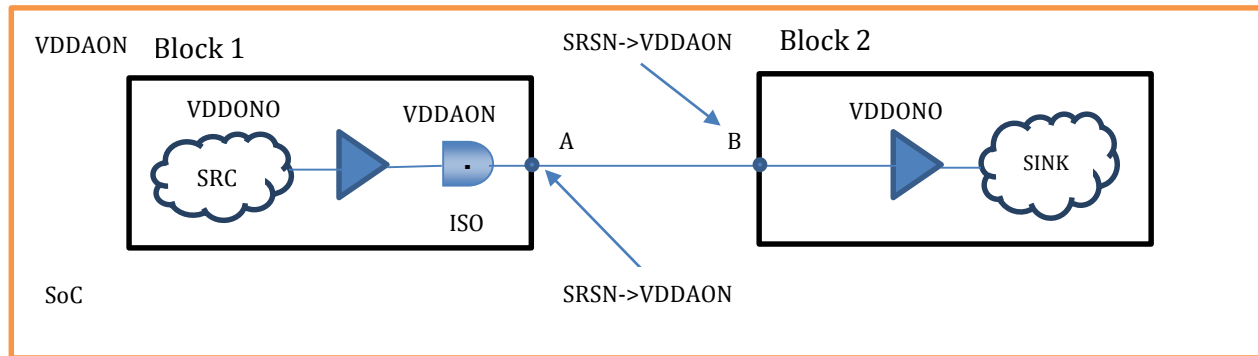 VDDAON
Block 1
SRSN->VDDAON
Block 2
VDDONO
VDDAON
VDDONO
A
B
SRC
SINK
ISO
SoC
SRSN->VDDAON